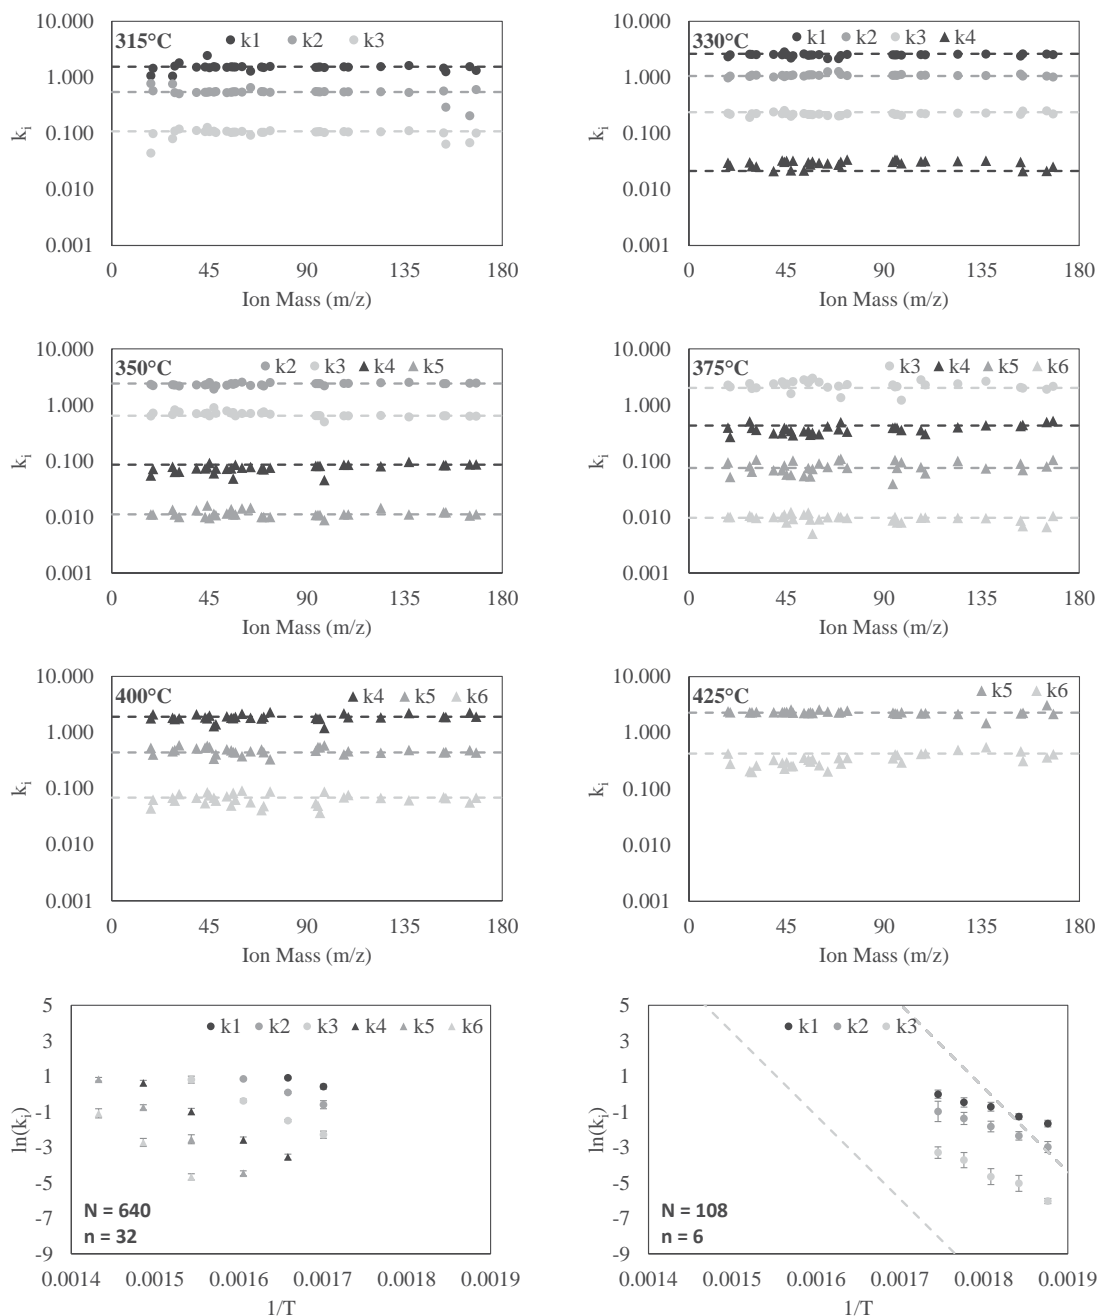 315°C
k1 k2 k3
10.000
1.000
0.100
0.010
0.001
k_i
0 45 90 135 180
Ion Mass (m/z)
330°C
k1 k2 k3 k4
10.000
1.000
0.100
0.010
0.001
k_i
0 45 90 135 180
Ion Mass (m/z)
350°C
k2 k3 k4 k5
10.000
1.000
0.100
0.010
0.001
k_i
0 45 90 135 180
Ion Mass (m/z)
375°C
k3 k4 k5 k6
10.000
1.000
0.100
0.010
0.001
k_i
0 45 90 135 180
Ion Mass (m/z)
400°C
k4 k5 k6
10.000
1.000
0.100
0.010
0.001
k_i
0 45 90 135 180
Ion Mass (m/z)
425°C
k5 k6
10.000
1.000
0.100
0.010
0.001
k_i
0 45 90 135 180
Ion Mass (m/z)
k1 k2 k3 k4 k5 k6
5
3
1
-1
-3
-5
-7
-9
ln(k_i)
N = 640
n = 32
0.0014 0.0015 0.0016 0.0017 0.0018 0.0019
1/T
k1 k2 k3
5
3
1
-1
-3
-5
-7
-9
ln(k_i)
N = 108
n = 6
0.0014 0.0015 0.0016 0.0017 0.0018 0.0019
1/T